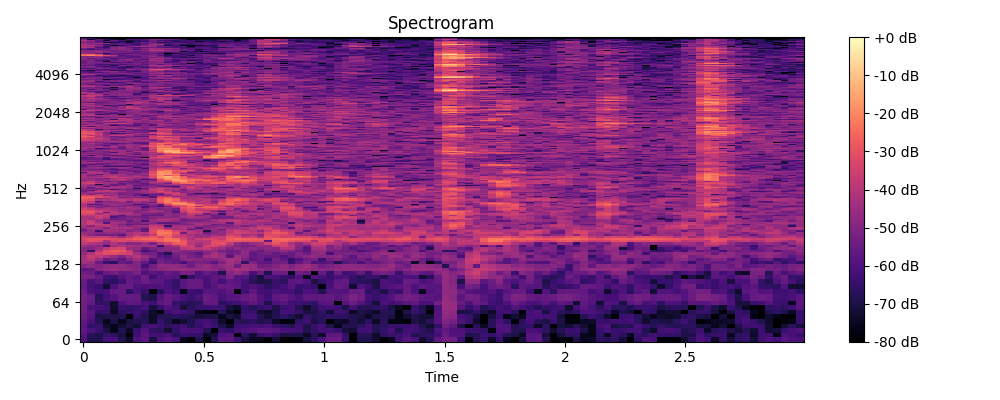 Spectrogram
+0 dB
4096
-10 dB
2048
-20 dB
1024
-30 dB
Hz
512
-40 dB
256
-50 dB
128
-60 dB
64
-70 dB
0
-80 dB
0
0.5
1
1.5
2
2.5
Time